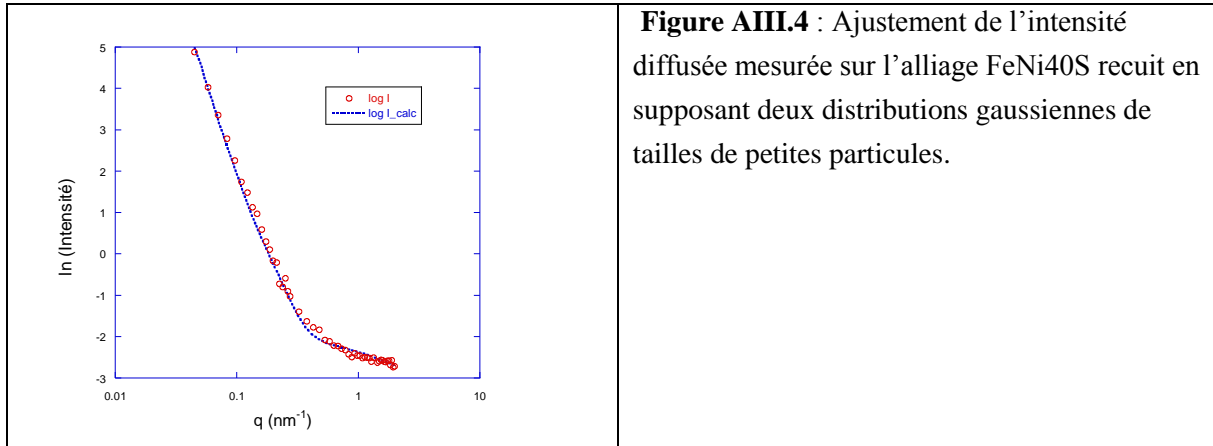 5
4
3
2
1
0
-1
-2
-3
0.01 0.1 1 10
ln (Intensité)
q (nm⁻¹)
log I
log I_calc
Figure AIII.4 : Ajustement de l’intensité
diffusée mesurée sur l’alliage FeNi40S recuit en
supposant deux distributions gaussiennes de
tailles de petites particules.